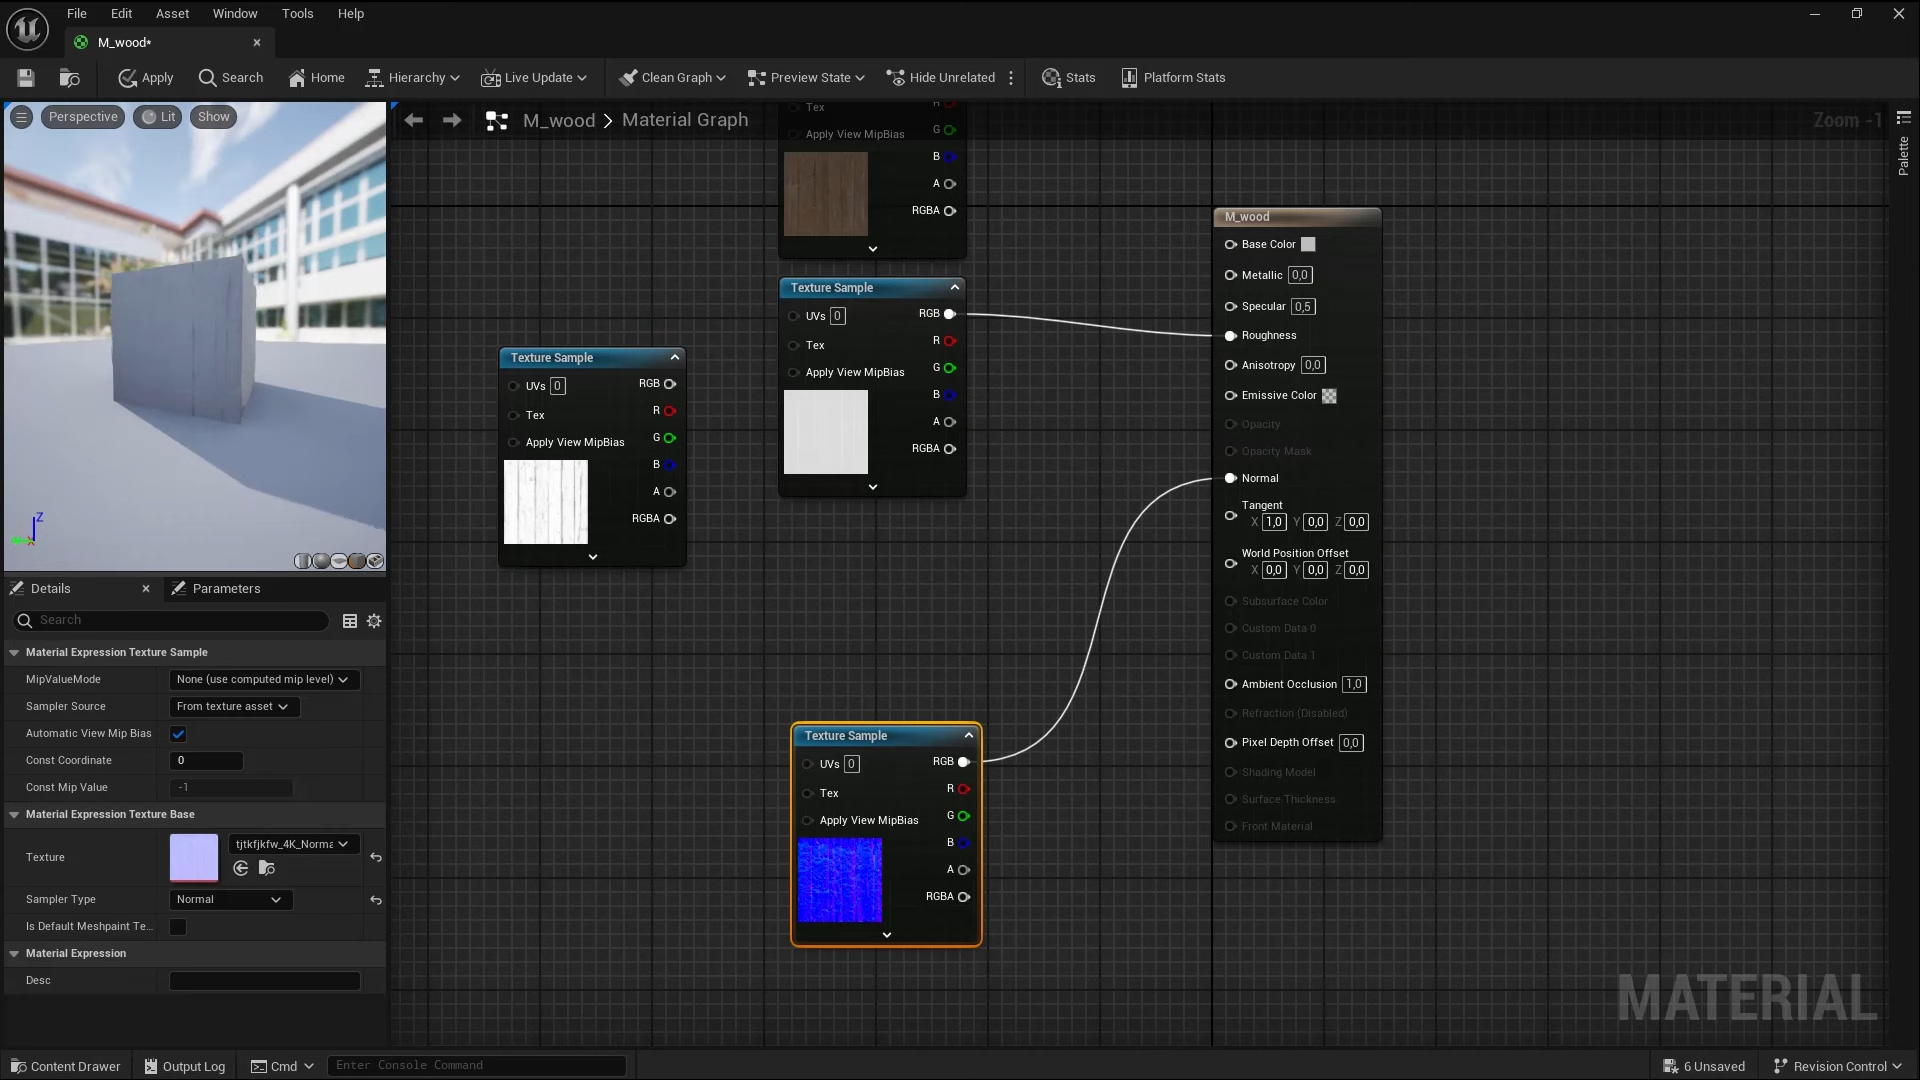 File Edit Asset Window Tools Help
M_wood*
Apply Search Home Hierarchy Live Update Clean Graph Preview State Hide Unrelated Stats Platform Stats
Perspective Lit Show
M_wood > Material Graph
Zoom -1
Palette
Tex
R
Apply View MipBias
G
B
A
RGBA
Texture Sample
UVs 0
RGB
Tex
R
Apply View MipBias
G
B
A
RGBA
Texture Sample
UVs 0
RGB
Tex
R
Apply View MipBias
G
B
A
RGBA
M_wood
Base Color
Metallic 0,0
Specular 0,5
Roughness
Anisotropy 0,0
Emissive Color
Opacity
Opacity Mask
Normal
Tangent
X 1,0 Y 0,0 Z 0,0
World Position Offset
X 0,0 Y 0,0 Z 0,0
Subsurface Color
Custom Data 0
Custom Data 1
Ambient Occlusion 1,0
Refraction (Disabled)
Pixel Depth Offset 0,0
Shading Model
Surface Thickness
Front Material
Texture Sample
UVs 0
RGB
Tex
R
Apply View MipBias
G
B
A
RGBA
Z
Details Parameters
Search
Material Expression Texture Sample
MipValueMode None (use computed mip level)
Sampler Source From texture asset
Automatic View Mip Bias
Const Coordinate 0
Const Mip Value -1
Material Expression Texture Base
Texture tjtkfjkfw_4K_Norma
Sampler Type Normal
Is Default Meshpaint Te...
Material Expression
Desc
MATERIAL
Content Drawer Output Log Cmd Enter Console Command 6 Unsaved Revision Control